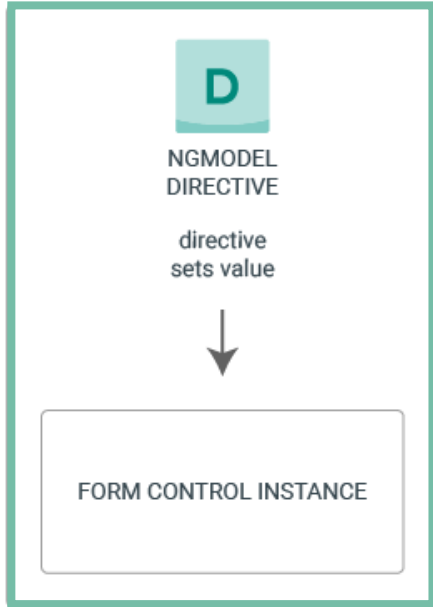 D
NGMODEL
DIRECTIVE
directive
sets value
FORM CONTROL INSTANCE